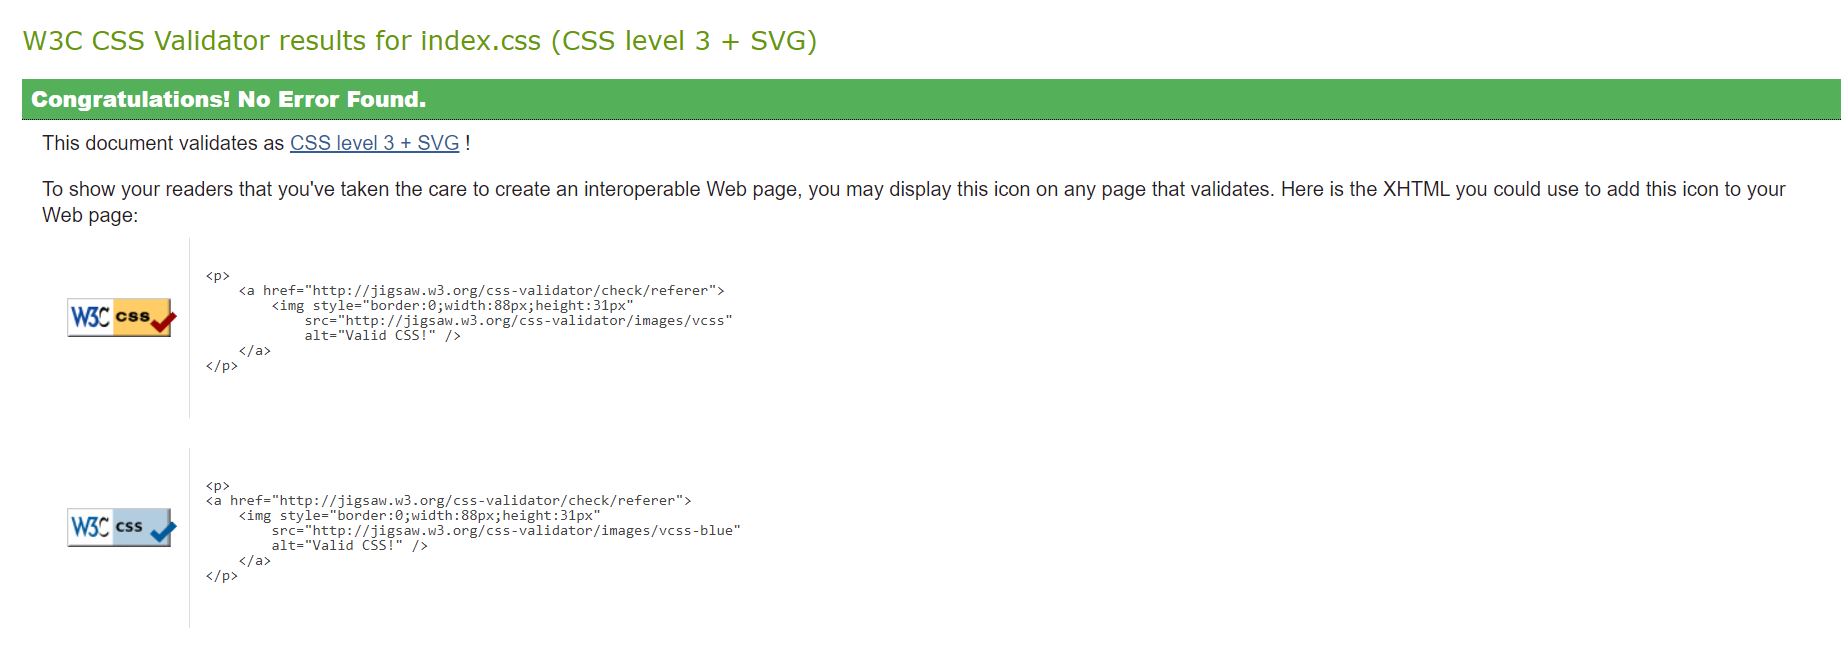 W3C CSS Validator results for index.css (CSS level 3 + SVG)
Congratulations! No Error Found.
This document validates as CSS level 3 + SVG !
To show your readers that you've taken the care to create an interoperable Web page, you may display this icon on any page that validates. Here is the XHTML you could use to add this icon to your
Web page:
W3C css
<p>
    <a href="http://jigsaw.w3.org/css-validator/check/referer">
        <img style="border:0;width:88px;height:31px"
            src="http://jigsaw.w3.org/css-validator/images/vcss"
            alt="Valid CSS!" />
    </a>
</p>
W3C css
<p>
<a href="http://jigsaw.w3.org/css-validator/check/referer">
    <img style="border:0;width:88px;height:31px"
        src="http://jigsaw.w3.org/css-validator/images/vcss-blue"
        alt="Valid CSS!" />
    </a>
</p>